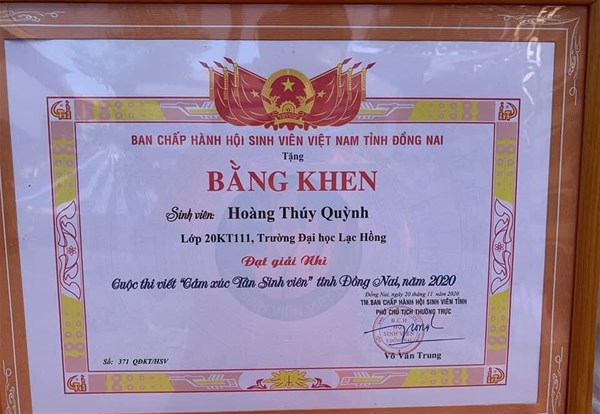 BAN CHẤP HÀNH HỘI SINH VIÊN VIỆT NAM TỈNH ĐỒNG NAI
Tặng
BẰNG KHEN
Sinh viên: Hoàng Thúy Quỳnh
Lớp 20KT111, Trường Đại học Lạc Hồng
Đạt giải Nhì
Cuộc thi viết "Cảm xúc Tân Sinh viên" tỉnh Đồng Nai, năm 2020
Đồng Nai, ngày 20 tháng 11 năm 2020
TM.BAN CHẤP HÀNH HỘI SINH VIÊN TỈNH
PHÓ CHỦ TỊCH THƯỜNG TRỰC
B.C.H
HỘI
SINH VIÊN
Võ Văn Trung
Số: 371 QĐKT/HSV